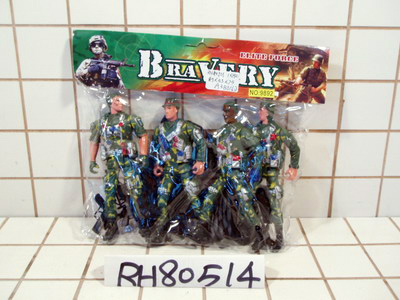 ELITE FORCE
BRAVERY
NO.9892
RH80514